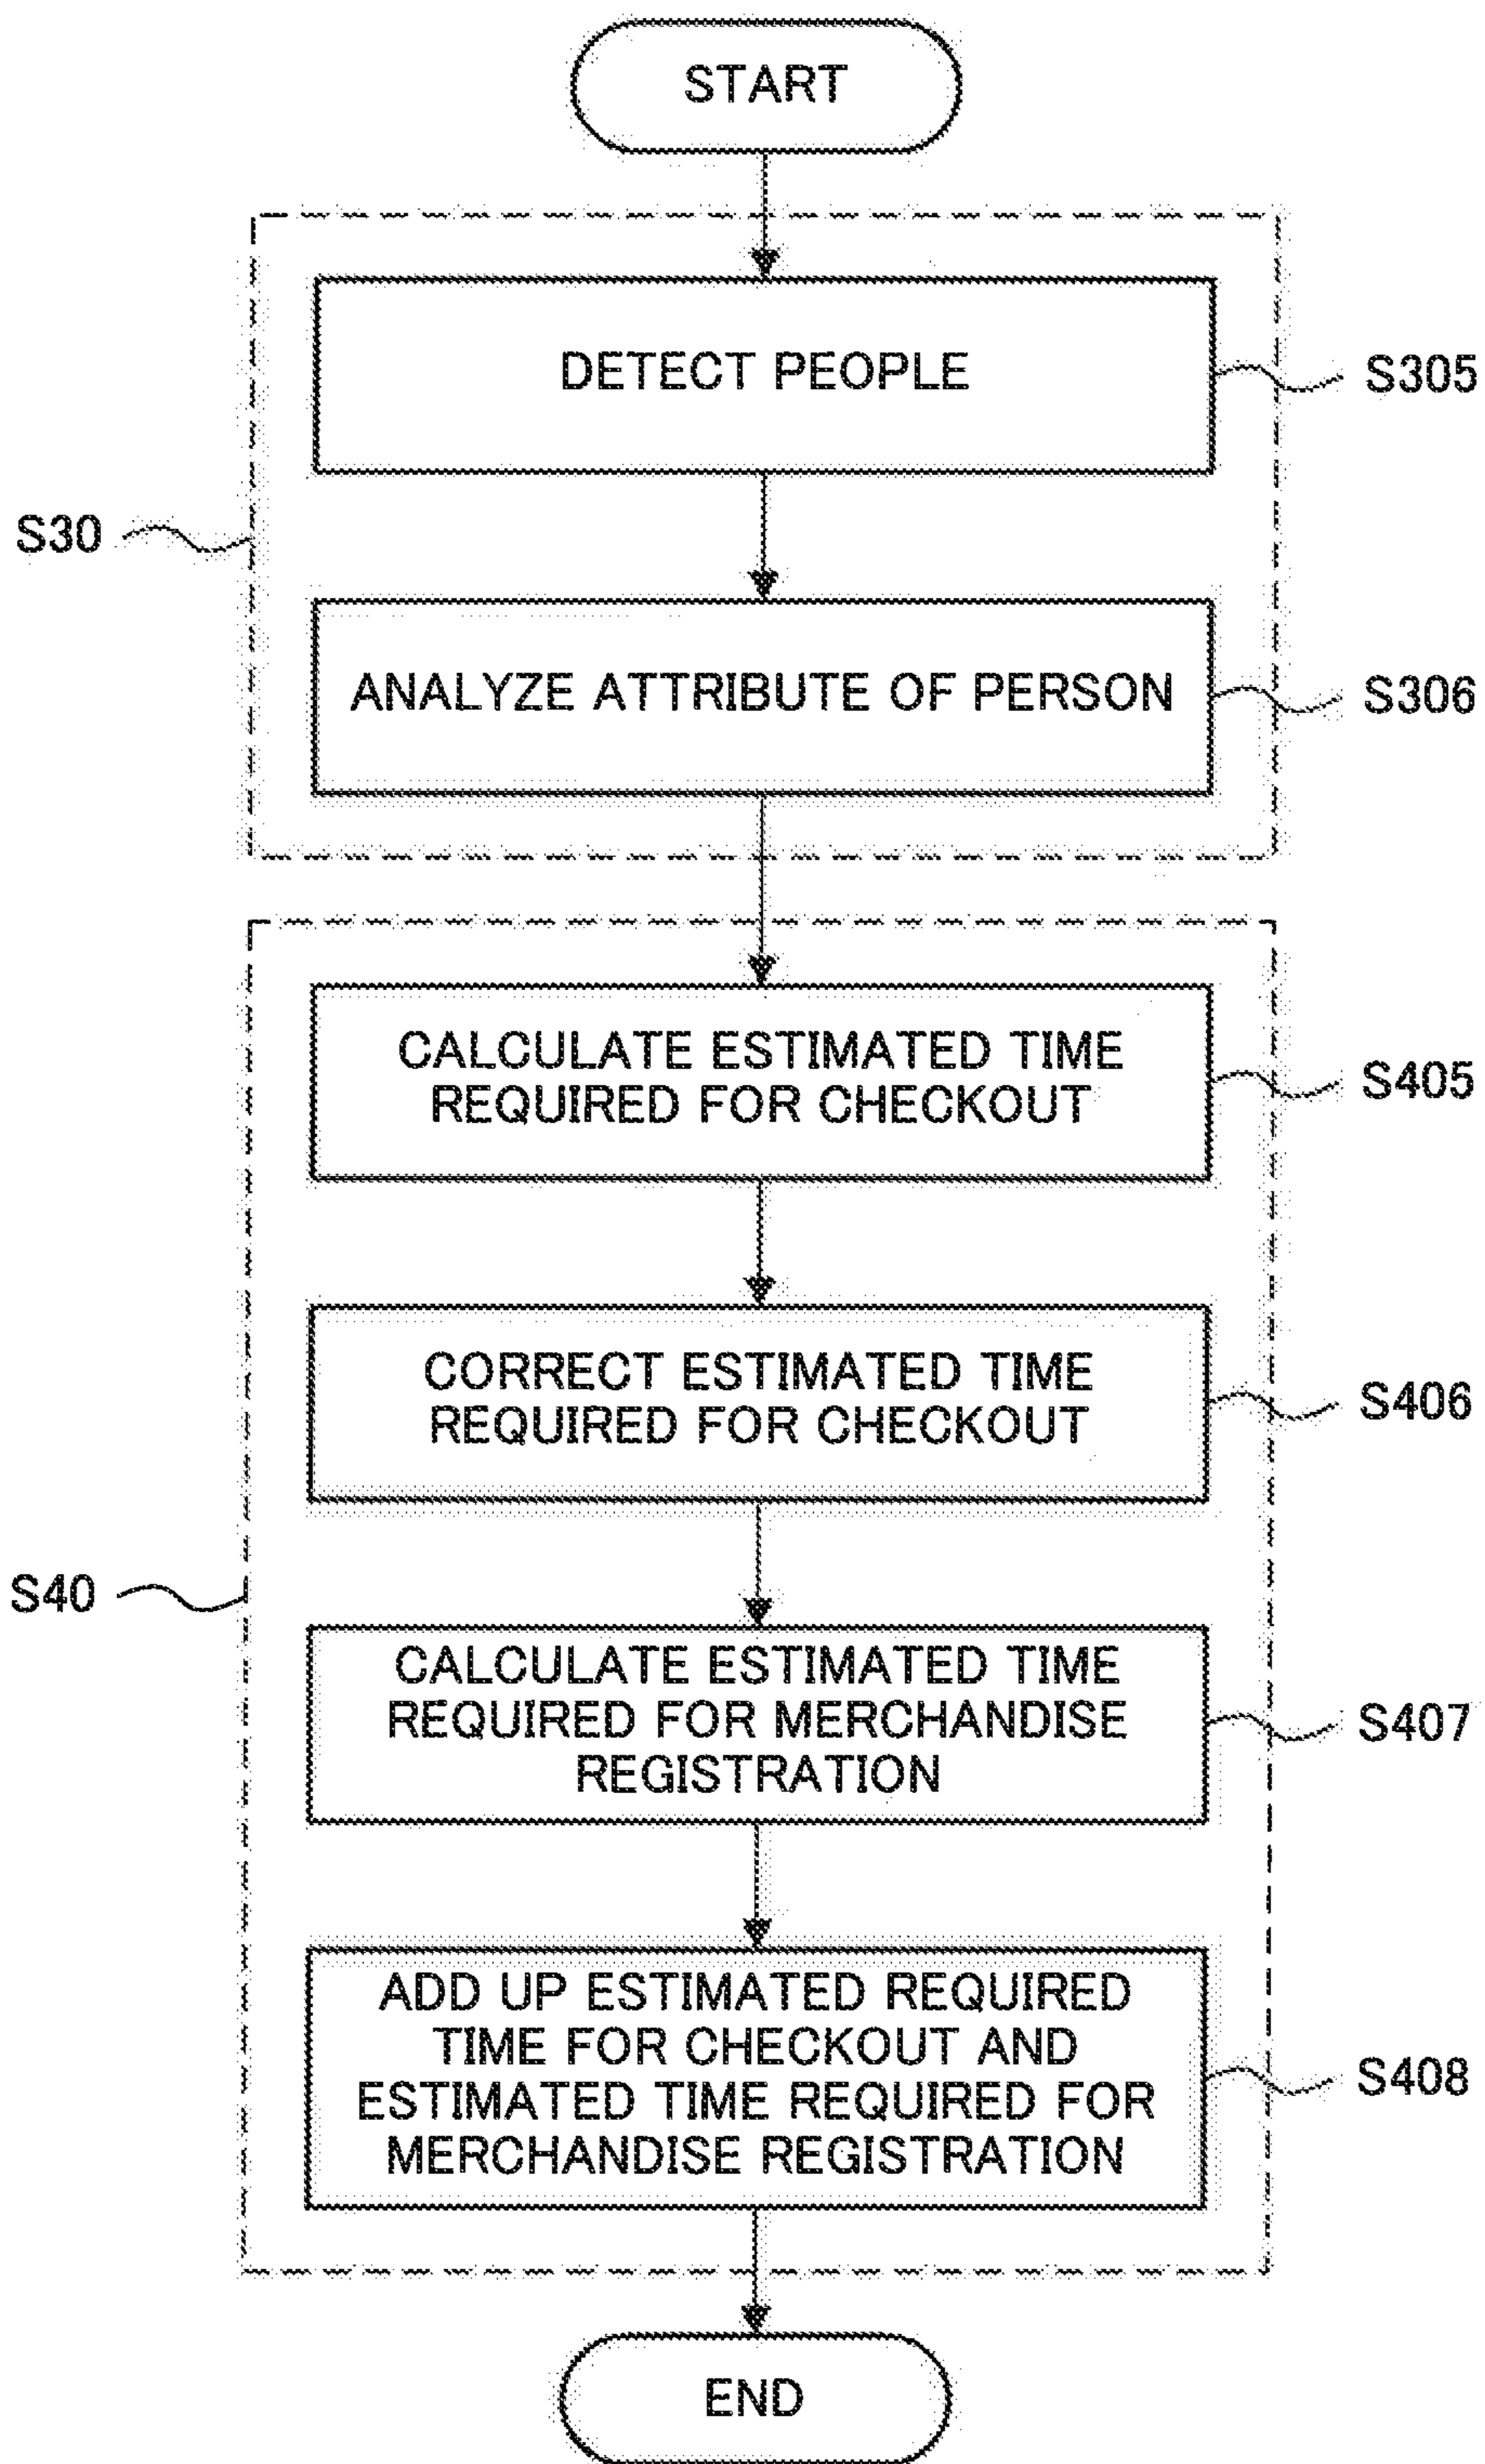 START
DETECT PEOPLE
S305
S30
ANALYZE ATTRIBUTE OF PERSON
S306
CALCULATE ESTIMATED TIME
REQUIRED FOR CHECKOUT
S405
CORRECT ESTIMATED TIME
REQUIRED FOR CHECKOUT
S406
S40
CALCULATE ESTIMATED TIME
REQUIRED FOR MERCHANDISE
REGISTRATION
S407
ADD UP ESTIMATED REQUIRED
TIME FOR CHECKOUT AND
ESTIMATED TIME REQUIRED FOR
MERCHANDISE REGISTRATION
S408
END